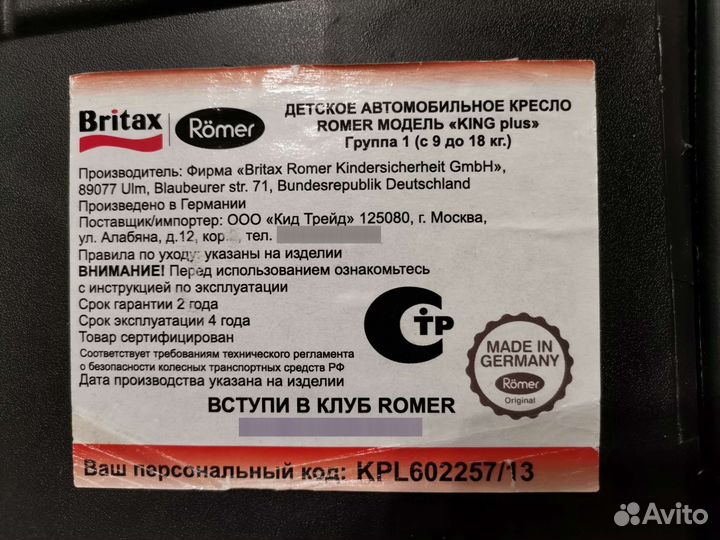 Britax Römer
ДЕТСКОЕ АВТОМОБИЛЬНОЕ КРЕСЛО
ROMER МОДЕЛЬ «KING plus»
Группа 1 (с 9 до 18 кг.)
Производитель: Фирма «Britax Romer Kindersicherheit GmbH»,
89077 Ulm, Blaubeurer str. 71, Bundesrepublik Deutschland
Произведено в Германии
Поставщик/импортер: ООО «Кид Трейд» 125080, г. Москва,
ул. Алабяна, д.12, тел.
Правила по уходу: указаны на изделии
ВНИМАНИЕ! Перед использованием ознакомьтесь
с инструкцией по эксплуатации
Срок гарантии 2 года
Срок эксплуатации 4 года
Товар сертифицирован
Соответствует требованиям технического регламента
о безопасности колесных транспортных средств РФ
Дата производства указана на изделии
СТР
MADE IN
GERMANY
Römer
Original
ВСТУПИ В КЛУБ ROMER
Ваш персональный код: KPL602257/13
Avito